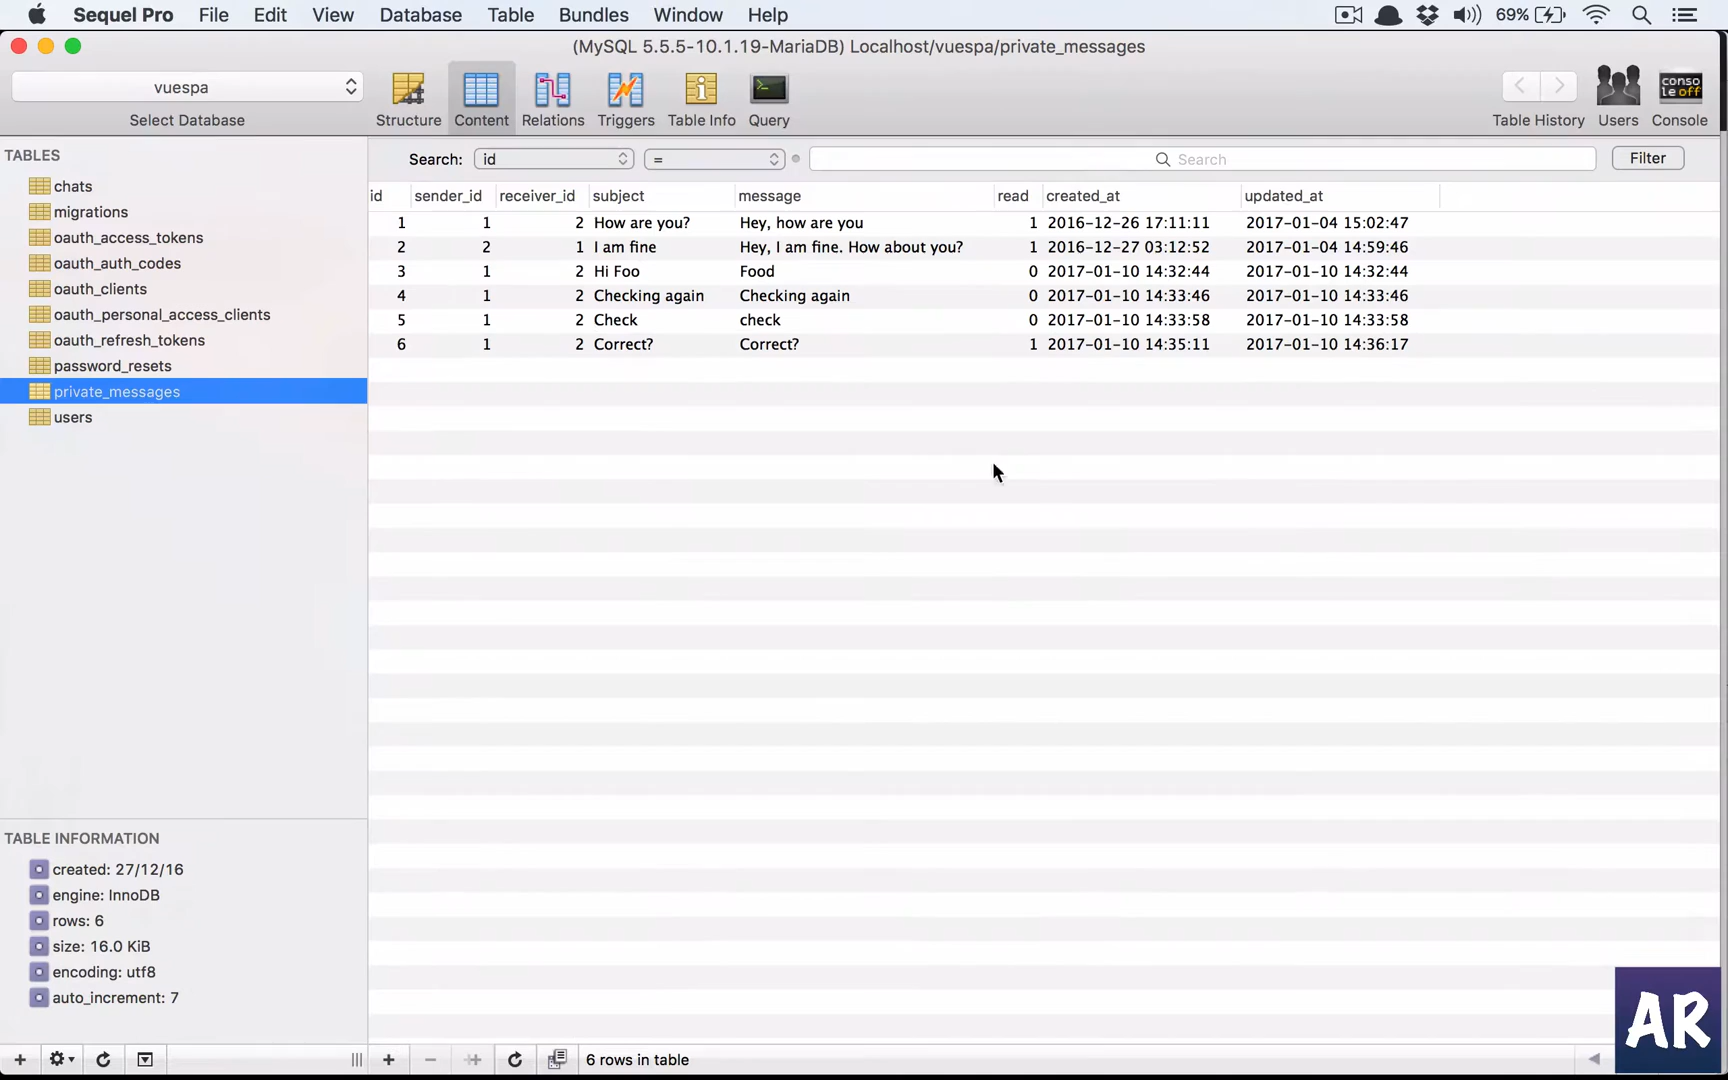 Sequel Pro File Edit View Database Table Bundles Window Help 69%
(MySQL 5.5.5-10.1.19-MariaDB) Localhost/vuespa/private_messages
vuespa
Select Database
Structure Content Relations Triggers Table Info Query
Table History Users Console
conso
le off
TABLES
chats
migrations
oauth_access_tokens
oauth_auth_codes
oauth_clients
oauth_personal_access_clients
oauth_refresh_tokens
password_resets
private_messages
users
Search: id = Search Filter
id sender_id receiver_id subject message read created_at updated_at
1 1 2 How are you? Hey, how are you 1 2016-12-26 17:11:11 2017-01-04 15:02:47
2 2 1 I am fine Hey, I am fine. How about you? 1 2016-12-27 03:12:52 2017-01-04 14:59:46
3 1 2 Hi Foo Food 0 2017-01-10 14:32:44 2017-01-10 14:32:44
4 1 2 Checking again Checking again 0 2017-01-10 14:33:46 2017-01-10 14:33:46
5 1 2 Check check 0 2017-01-10 14:33:58 2017-01-10 14:33:58
6 1 2 Correct? Correct? 1 2017-01-10 14:35:11 2017-01-10 14:36:17
TABLE INFORMATION
created: 27/12/16
engine: InnoDB
rows: 6
size: 16.0 KiB
encoding: utf8
auto_increment: 7
6 rows in table
AR